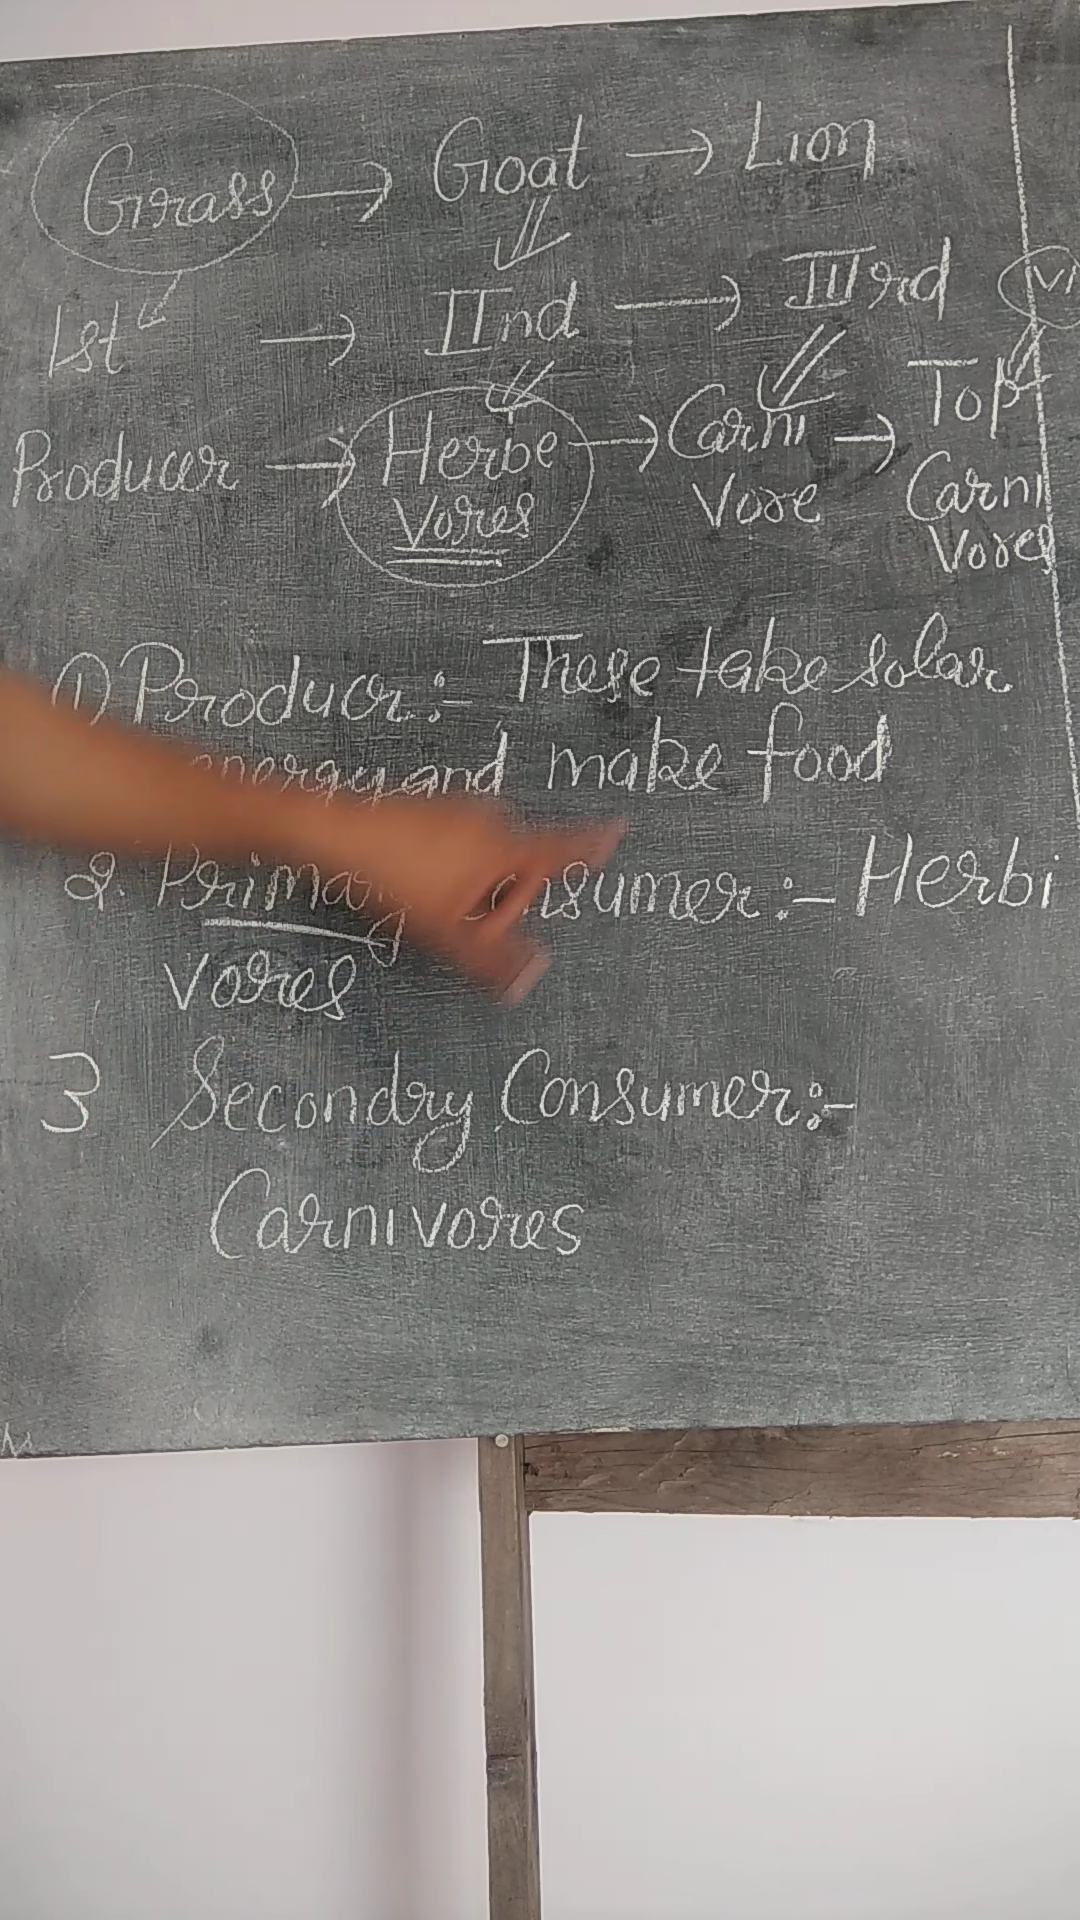 Grass → Goat → Lion
Ist → IInd → IIIrd VI
Producer → Herbe → Carni → Top
Vores Vore Carni
Vores
(1) Producer:- These take solar
energy and make food
2. Primary Consumer:- Herbi
vores
3 Secondry Consumer:-
Carnivores